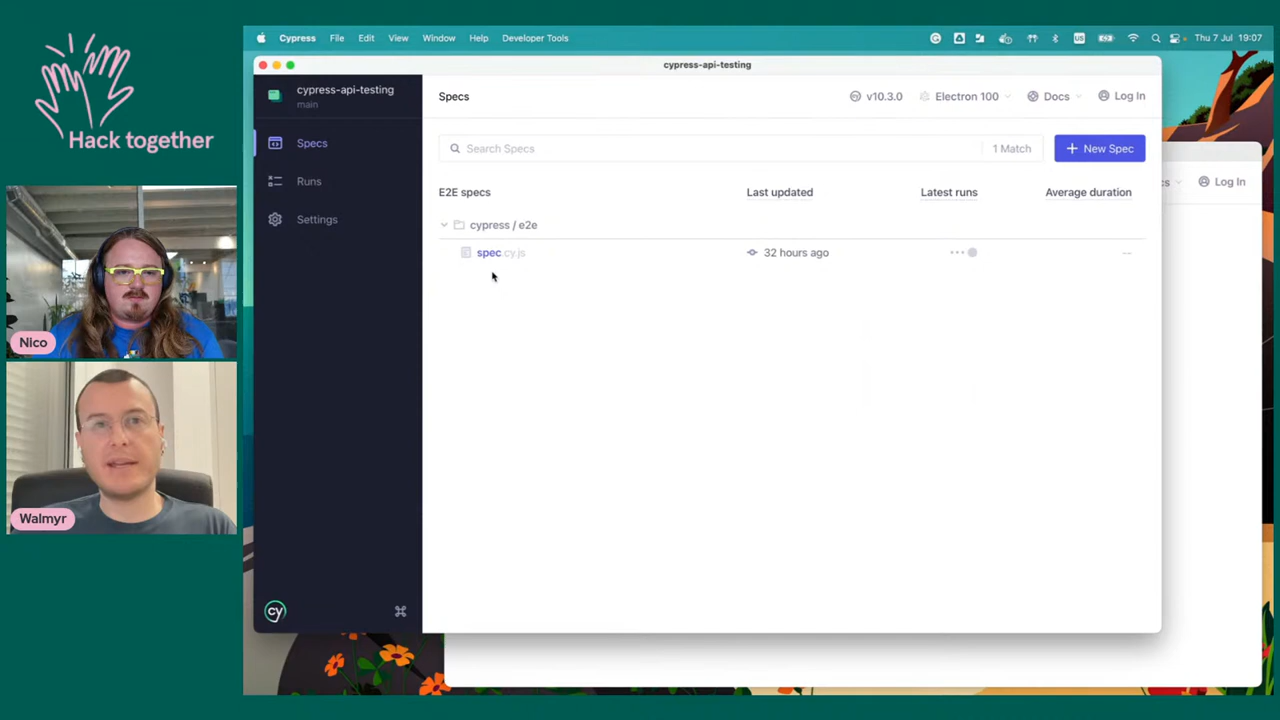 Hack together
Nico
Walmyr
Cypress File Edit View Window Help Developer Tools
US
Thu 7 Jul 19:07
cypress-api-testing
cypress-api-testing
main
Specs
Runs
Settings
cy
Specs
v10.3.0
Electron 100
Docs
Log In
Search Specs
1 Match
+ New Spec
E2E specs
Last updated
Latest runs
Average duration
cypress / e2e
spec.cy.js
32 hours ago
--
cs
Log In